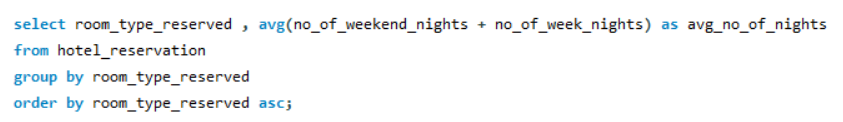 select room_type_reserved , avg(no_of_weekend_nights + no_of_week_nights) as avg_no_of_nights
from hotel_reservation
group by room_type_reserved
order by room_type_reserved asc;